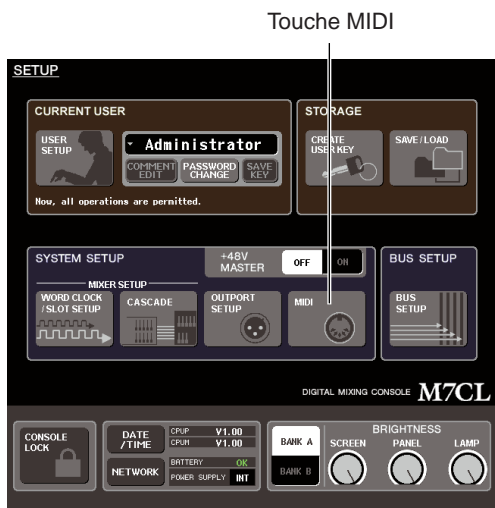 Touche MIDI
SETUP
CURRENT USER
USER
SETUP
Administrator
COMMENT
EDIT
PASSWORD
CHANGE
SAVE
KEY
Now, all operations are permitted.
STORAGE
CREATE
USER KEY
SAVE/LOAD
SYSTEM SETUP
+48V
MASTER
OFF
ON
MIXER SETUP
WORD CLOCK
/SLOT SETUP
CASCADE
OUTPORT
SETUP
MIDI
BUS SETUP
BUS
SETUP
DIGITAL MIXING CONSOLE M7CL
CONSOLE
LOCK
DATE
/TIME
CPUP V1.00
CPUM V1.00
NETWORK
BATTERY OK
POWER SUPPLY INT
BANK A
BANK B
BRIGHTNESS
SCREEN PANEL LAMP